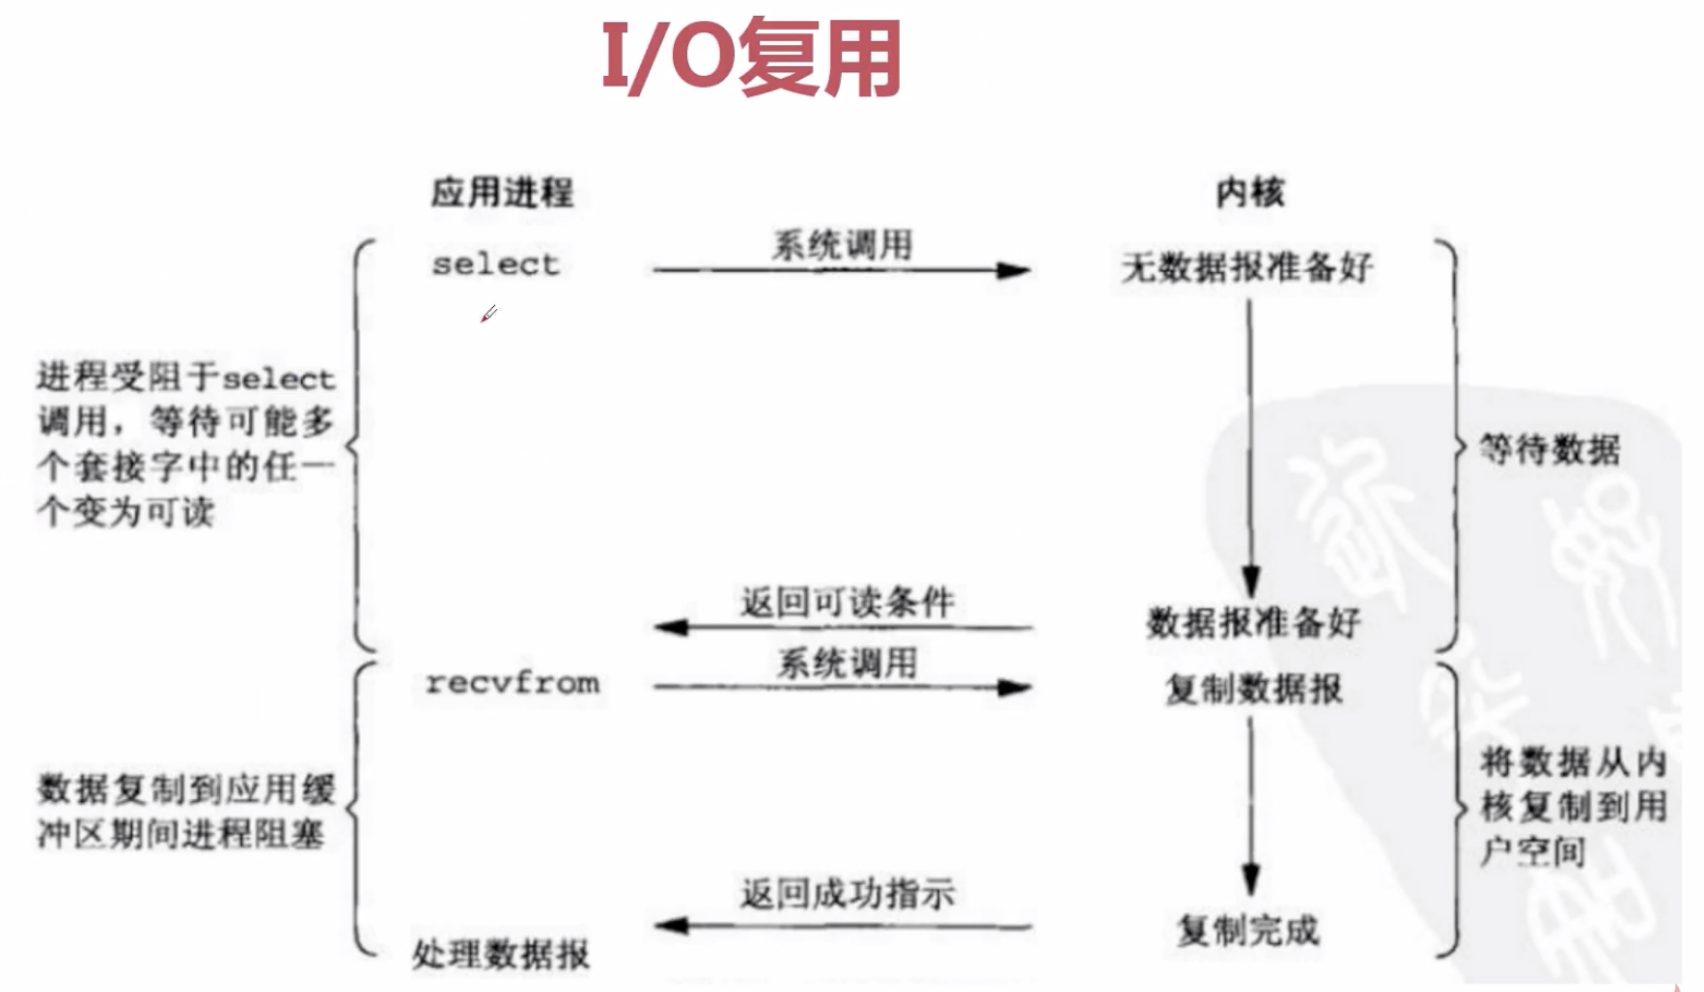 I/O复用
应用进程
内核
select
系统调用
无数据报准备好
进程受阻于select
调用，等待可能多
个套接字中的任一
个变为可读
等待数据
返回可读条件
数据报准备好
recvfrom
系统调用
复制数据报
数据复制到应用缓
冲区期间进程阻塞
将数据从内
核复制到用
户空间
返回成功指示
复制完成
处理数据报